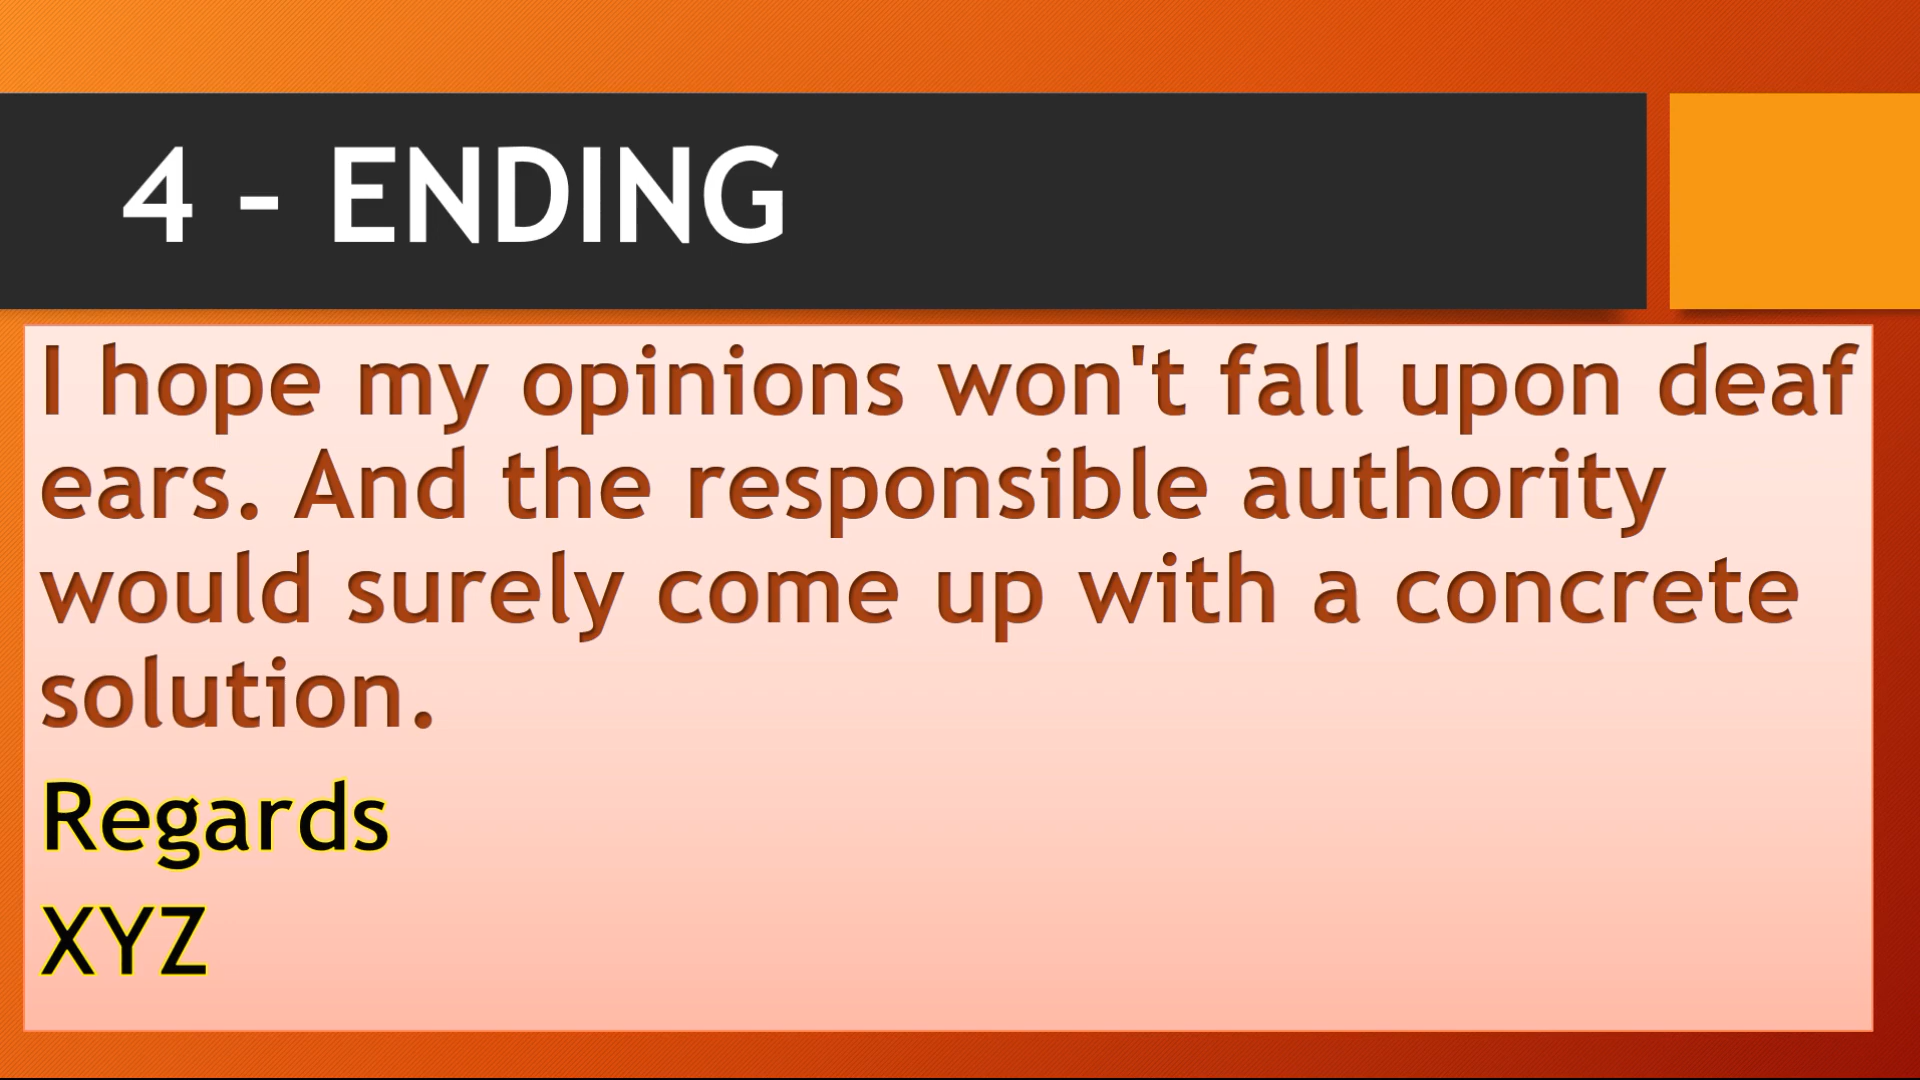 4 – ENDING
I hope my opinions won't fall upon deaf
ears. And the responsible authority
would surely come up with a concrete
solution.
Regards
XYZ